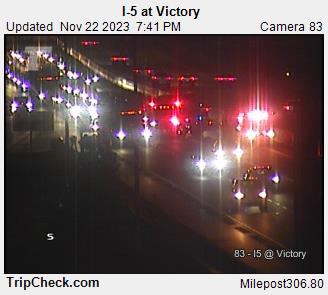 I-5 at Victory
Updated Nov 22 2023 7:41 PM Camera 83
S
83 - I5 @ Victory
TripCheck.com Milepost306.80